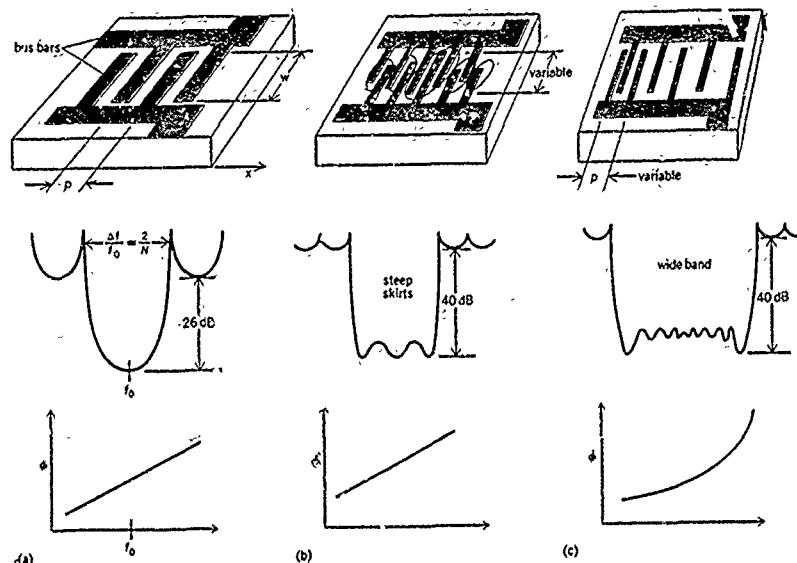 bus bars
w
p
x
variable
p
variable
Δf/f₀ = 2/N
-26 dB
f₀
steep
skirts
40 dB
wide band
40 dB
φ
f₀
φ
φ
(a)
(b)
(c)